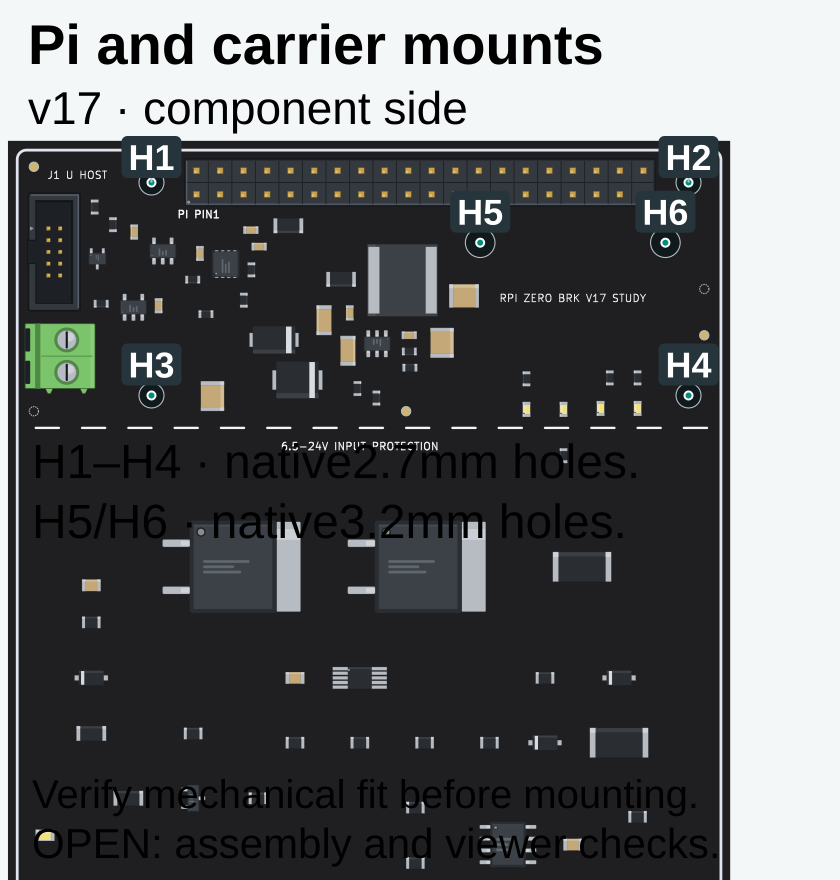 Pi and carrier mounts
v17 · component side
H1
H2
J1 U HOST
H5
H6
PI PIN1
RPI ZERO BRK V17 STUDY
H3
H4
6.5–24V INPUT PROTECTION
H1–H4 · native2.7mm holes.
H5/H6 · native3.2mm holes.
Verify mechanical fit before mounting.
OPEN: assembly and viewer checks.